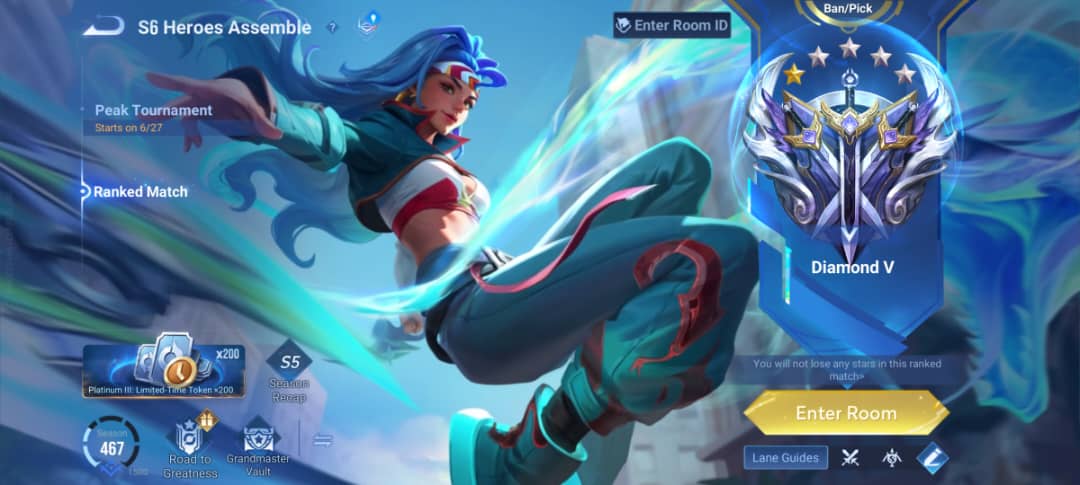 S6 Heroes Assemble ?
Enter Room ID
Ban/Pick
Peak Tournament
Starts on 6/27
Ranked Match
Diamond V
x200
Platinum III: Limited-Time Token ×200
S5
Season
Recap
You will not lose any stars in this ranked
match>
Enter Room
Season
467
Road to
Greatness
Grandmaster
Vault
Lane Guides